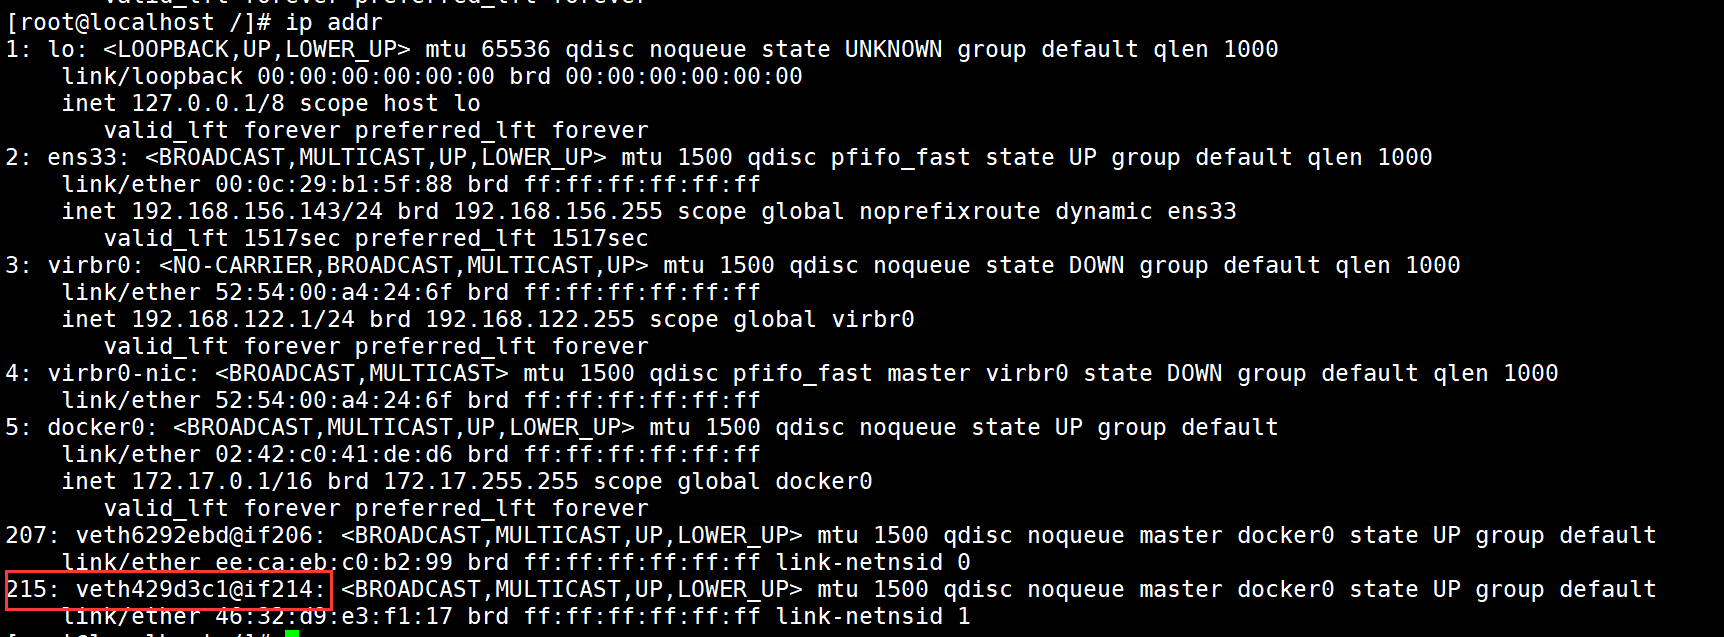 valid_lft forever preferred_lft forever
[root@localhost /]# ip addr
1: lo: <LOOPBACK,UP,LOWER_UP> mtu 65536 qdisc noqueue state UNKNOWN group default qlen 1000
    link/loopback 00:00:00:00:00:00 brd 00:00:00:00:00:00
    inet 127.0.0.1/8 scope host lo
       valid_lft forever preferred_lft forever
2: ens33: <BROADCAST,MULTICAST,UP,LOWER_UP> mtu 1500 qdisc pfifo_fast state UP group default qlen 1000
    link/ether 00:0c:29:b1:5f:88 brd ff:ff:ff:ff:ff:ff
    inet 192.168.156.143/24 brd 192.168.156.255 scope global noprefixroute dynamic ens33
       valid_lft 1517sec preferred_lft 1517sec
3: virbr0: <NO-CARRIER,BROADCAST,MULTICAST,UP> mtu 1500 qdisc noqueue state DOWN group default qlen 1000
    link/ether 52:54:00:a4:24:6f brd ff:ff:ff:ff:ff:ff
    inet 192.168.122.1/24 brd 192.168.122.255 scope global virbr0
       valid_lft forever preferred_lft forever
4: virbr0-nic: <BROADCAST,MULTICAST> mtu 1500 qdisc pfifo_fast master virbr0 state DOWN group default qlen 1000
    link/ether 52:54:00:a4:24:6f brd ff:ff:ff:ff:ff:ff
5: docker0: <BROADCAST,MULTICAST,UP,LOWER_UP> mtu 1500 qdisc noqueue state UP group default
    link/ether 02:42:c0:41:de:d6 brd ff:ff:ff:ff:ff:ff
    inet 172.17.0.1/16 brd 172.17.255.255 scope global docker0
       valid_lft forever preferred_lft forever
207: veth6292ebd@if206: <BROADCAST,MULTICAST,UP,LOWER_UP> mtu 1500 qdisc noqueue master docker0 state UP group default
    link/ether ee:ca:eb:c0:b2:99 brd ff:ff:ff:ff:ff:ff link-netnsid 0
215: veth429d3c1@if214: <BROADCAST,MULTICAST,UP,LOWER_UP> mtu 1500 qdisc noqueue master docker0 state UP group default
    link/ether 46:32:d9:e3:f1:17 brd ff:ff:ff:ff:ff:ff link-netnsid 1
[root@localhost /]#